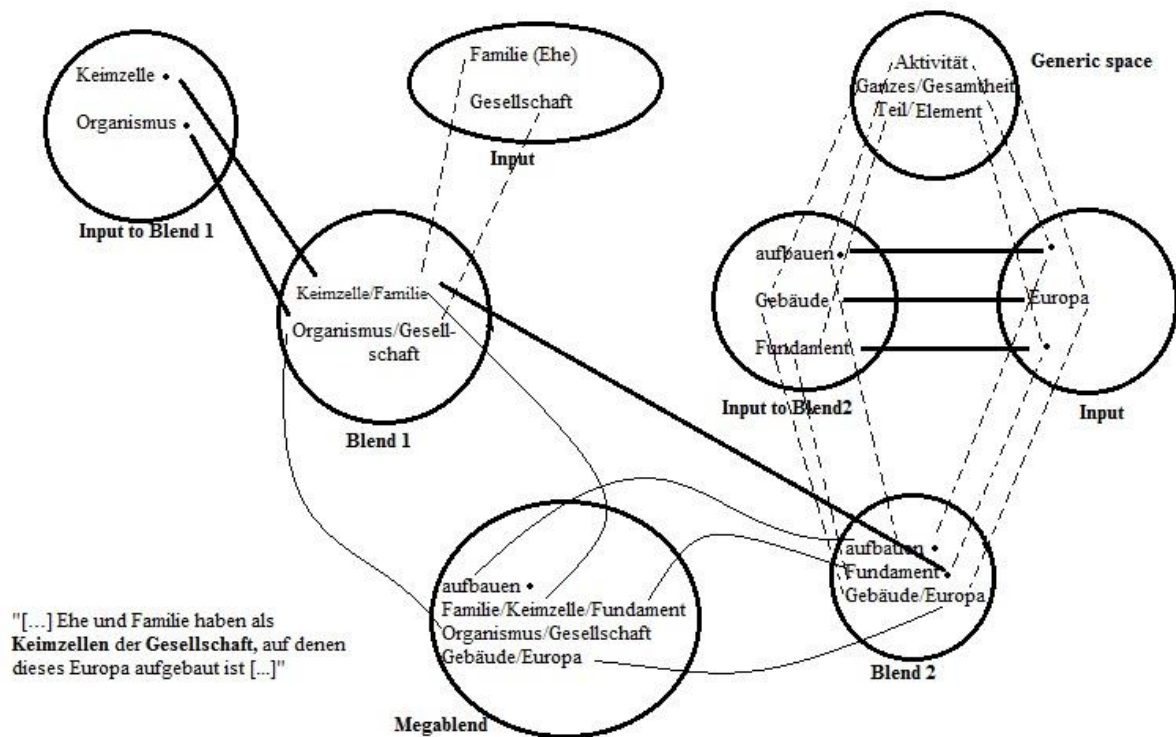 Keimzelle
Organismus
Input to Blend 1
Familie (Ehe)
Gesellschaft
Input
Aktivität
Ganzes/Gesamtheit
Teil/Element
Generic space
Keimzelle/Familie
Organismus/Gesell-
schaft
Blend 1
aufbauen
Gebäude
Fundament
Input to Blend2
Europa
Input
aufbauen
Fundament
Gebäude/Europa
Blend 2
aufbauen
Familie/Keimzelle/Fundament
Organismus/Gesellschaft
Gebäude/Europa
Megablend
"[…] Ehe und Familie haben als
Keimzellen der Gesellschaft, auf denen
dieses Europa aufgebaut ist [...]"